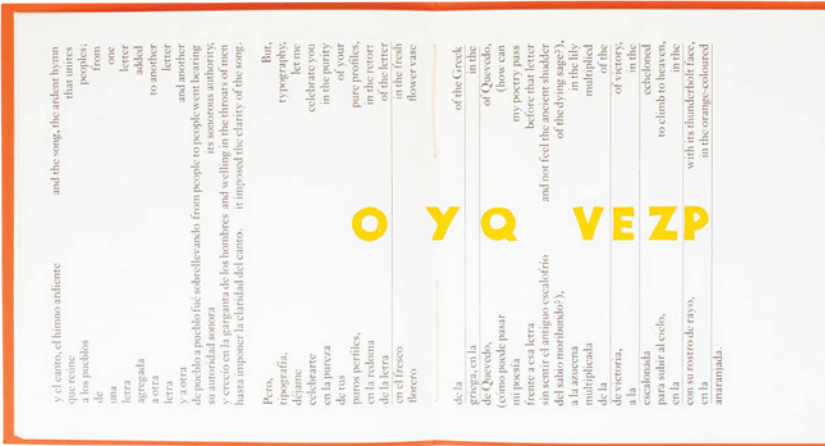 y el canto, el himno ardiente
que reúne
a los pueblos
de
una
letra
agregada
a otra
letra
y a otra
de pueblo a pueblo fué sobrellevando
su autoridad sonora
y creció en la garganta de los hombres
hasta imponer la claridad del canto.
Pero,
tipografía,
déjame
celebrarte
en la pureza
de tus
puros perfiles,
en la redoma
de la letra
O
en el fresco
florero
and the song, the ardent hymn
that unites
peoples;
from
one
letter
added
to another
letter
and another
from people to people went bearing
its sonorous authority,
and welling in the throats of men
it imposed the clarity of the song.
But,
typography,
let me
celebrate you
in the purity
of your
pure profiles,
in the retort
of the letter
in the fresh
flower vase
de la
Y
griega, en la
Q
de Quevedo,
(cómo puede pasar
mi poesía
frente a esa letra
sin sentir el antiguo escalofrío
del sabio moribundo?),
a la azucena
multiplicada
de la
V
de victoria,
a la
E
escalonada
para subir al cielo,
en la
Z
con su rostro de rayo,
en la
P
anaranjada.
of the Greek
in the
of Quevedo,
(how can
my poetry pass
before that letter
and not feel the ancient shudder
of the dying sage?),
in the lily
multiplied
of the
of victory,
in the
echeloned
to climb to heaven,
in the
with its thunderbolt face,
in the orange-coloured